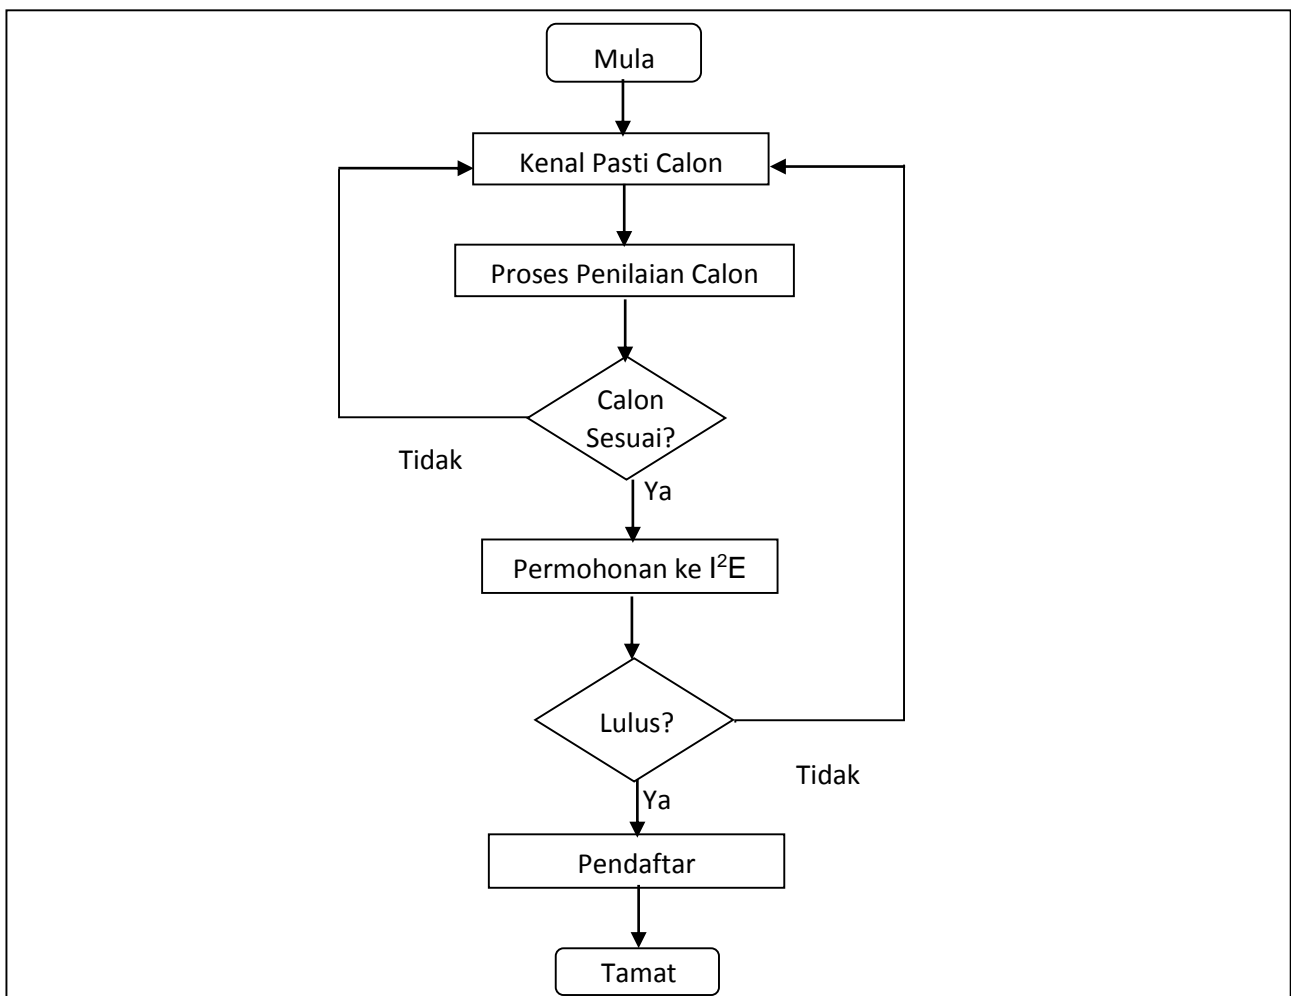 Mula
Kenal Pasti Calon
Proses Penilaian Calon
Calon
Sesuai?
Tidak
Ya
Permohonan ke I²E
Lulus?
Tidak
Ya
Pendaftar
Tamat